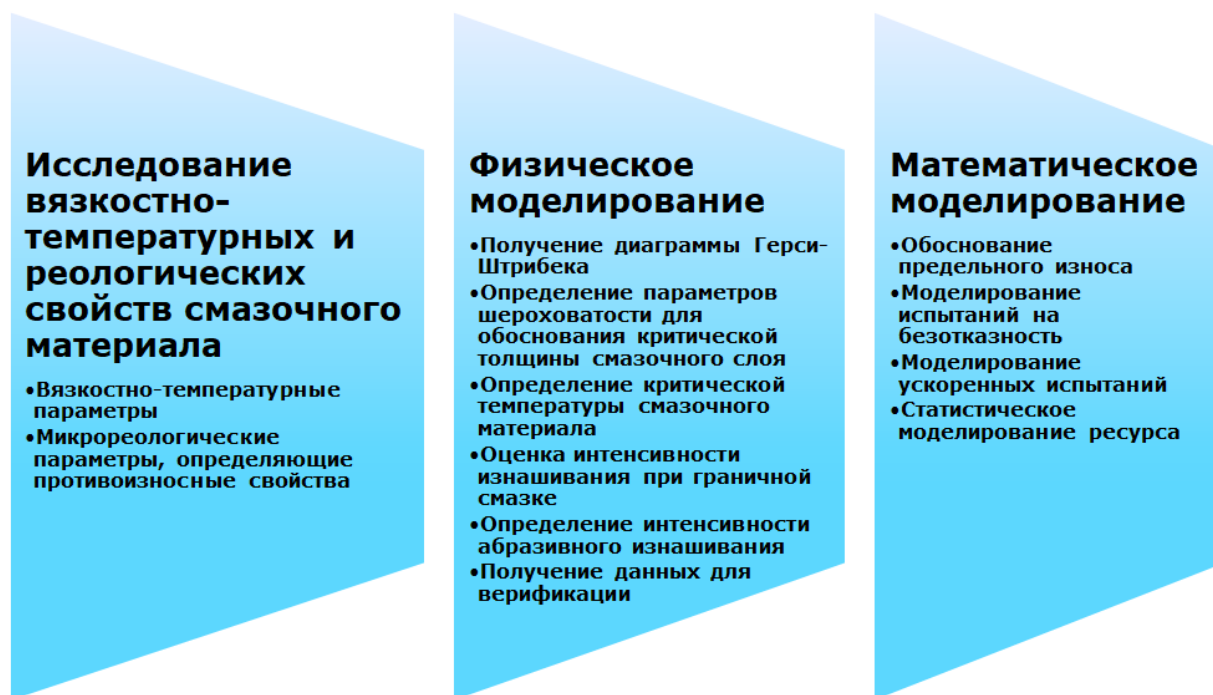 Исследование
вязкостно-
температурных и
реологических
свойств смазочного
материала
•Вязкостно-температурные
параметры
•Микрореологические
параметры, определяющие
противоизносные свойства
Физическое
моделирование
•Получение диаграммы Герси-
Штрибека
•Определение параметров
шероховатости для
обоснования критической
толщины смазочного слоя
•Определение критической
температуры смазочного
материала
•Оценка интенсивности
изнашивания при граничной
смазке
•Определение интенсивности
абразивного изнашивания
•Получение данных для
верификации
Математическое
моделирование
•Обоснование
предельного износа
•Моделирование
испытаний на
безотказность
•Моделирование
ускоренных испытаний
•Статистическое
моделирование ресурса